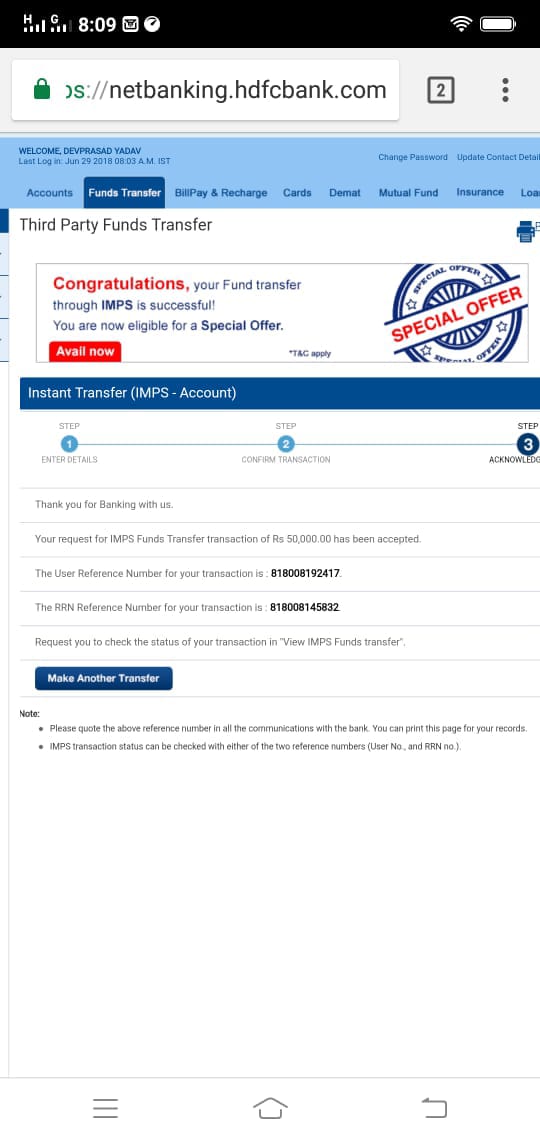 H G 8:09
ps://netbanking.hdfcbank.com 2
WELCOME, DEVPRASAD YADAV
Last Log in: Jun 29 2018 08:03 A.M. IST
Change Password Update Contact Detail
Accounts Funds Transfer BillPay & Recharge Cards Demat Mutual Fund Insurance Loa
Third Party Funds Transfer
Congratulations, your Fund transfer
through IMPS is successful!
You are now eligible for a Special Offer.
Avail now
*T&C apply
SPECIAL OFFER
SPECIAL OFFER
SPECIAL OFFER
Instant Transfer (IMPS - Account)
STEP STEP STEP
1 2 3
ENTER DETAILS CONFIRM TRANSACTION ACKNOWLEDG
Thank you for Banking with us.
Your request for IMPS Funds Transfer transaction of Rs 50,000.00 has been accepted.
The User Reference Number for your transaction is : 818008192417.
The RRN Reference Number for your transaction is : 818008145832.
Request you to check the status of your transaction in "View IMPS Funds transfer".
Make Another Transfer
Note:
• Please quote the above reference number in all the communications with the bank. You can print this page for your records.
• IMPS transaction status can be checked with either of the two reference numbers (User No., and RRN no.).